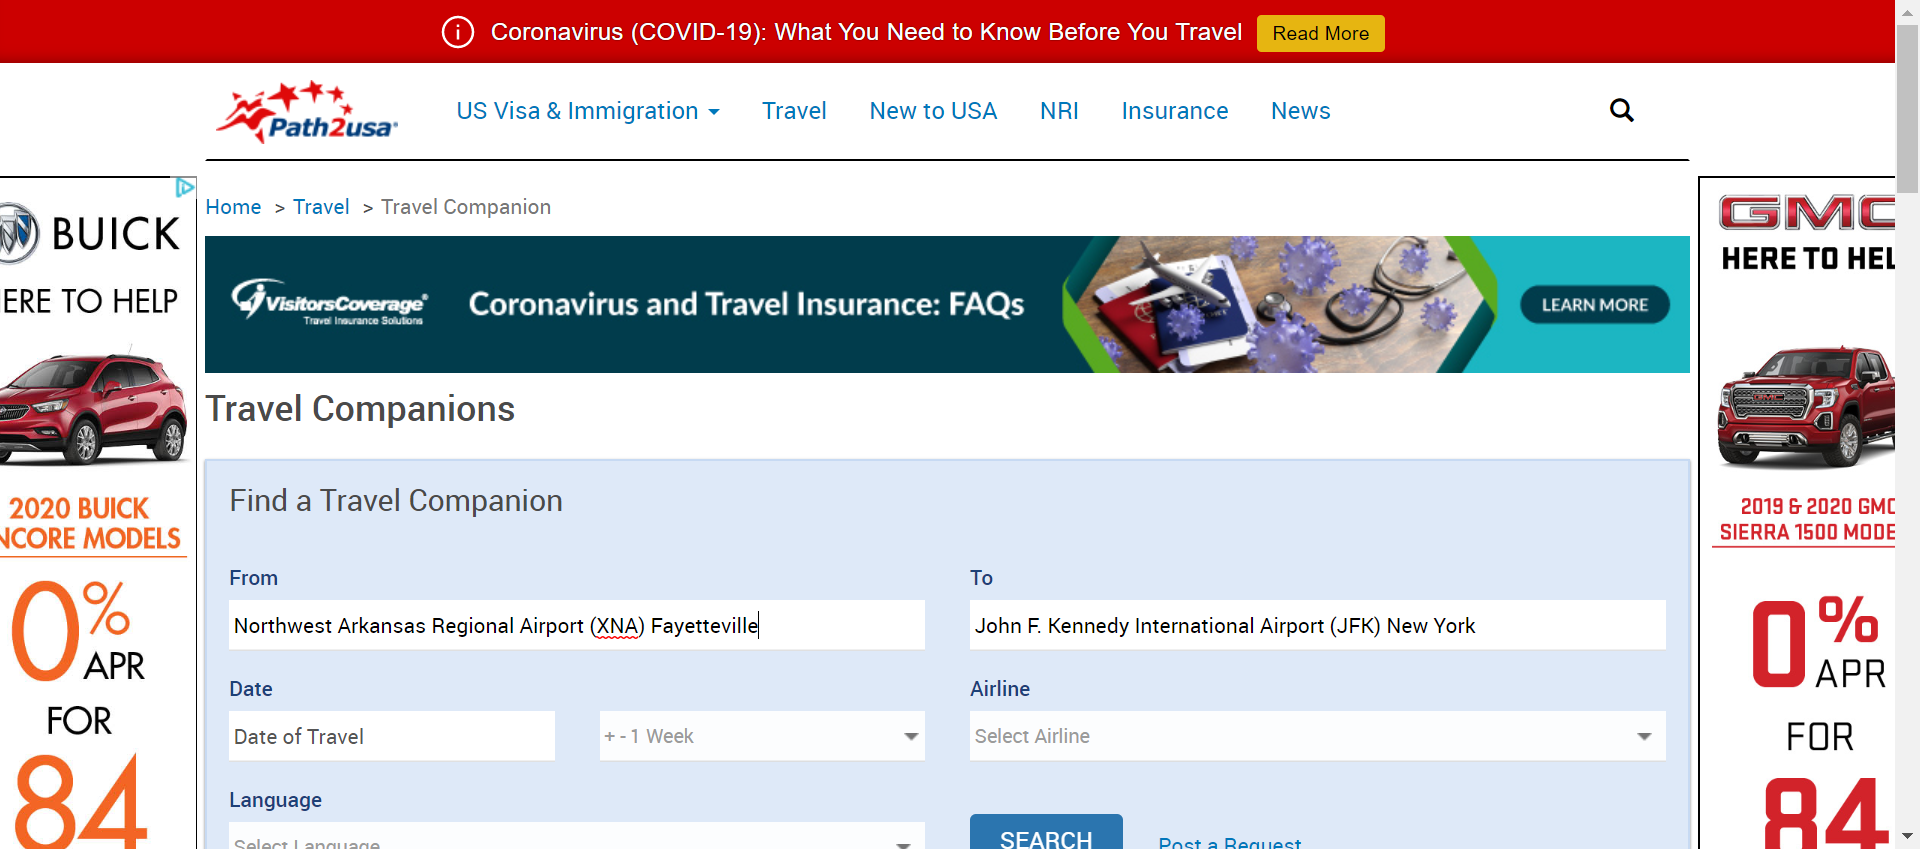 Coronavirus (COVID-19): What You Need to Know Before You Travel Read More
Path2usa
US Visa & Immigration Travel New to USA NRI Insurance News
Home > Travel > Travel Companion
VisitorsCoverage
Travel Insurance Solutions
Coronavirus and Travel Insurance: FAQs
LEARN MORE
Travel Companions
Find a Travel Companion
From
Northwest Arkansas Regional Airport (XNA) Fayetteville
To
John F. Kennedy International Airport (JFK) New York
Date
Date of Travel
+ - 1 Week
Airline
Select Airline
Language
Select Language
SEARCH
Post a Request
BUICK
ERE TO HELP
2020 BUICK
NCORE MODELS
0%
APR
FOR
84
GMC
HERE TO HEL
2019 & 2020 GMC
SIERRA 1500 MODE
0%
APR
FOR
84